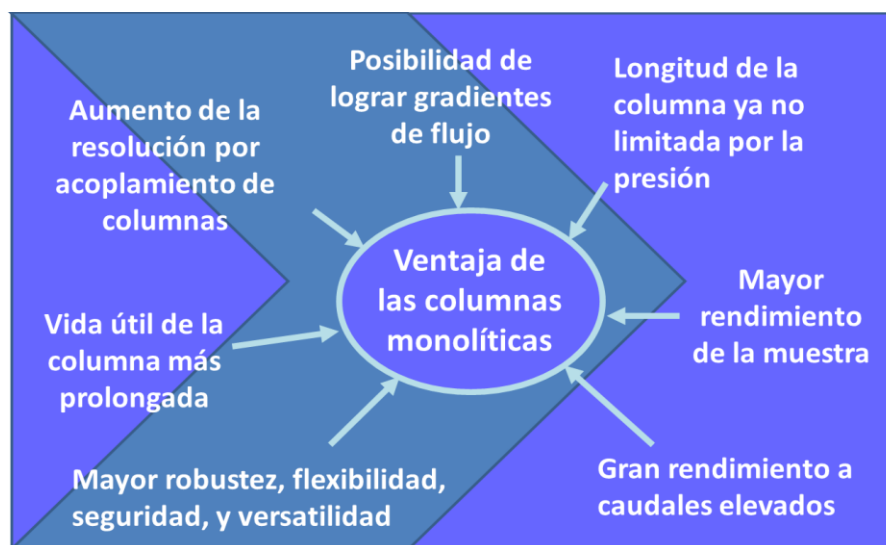 Posibilidad de
lograr gradientes
de flujo
Longitud de la
columna ya no
limitada por la
presión
Aumento de la
resolución por
acoplamiento de
columnas
Ventaja de
las columnas
monolíticas
Mayor
rendimiento
de la muestra
Vida útil de la
columna más
prolongada
Mayor robustez, flexibilidad,
seguridad, y versatilidad
Gran rendimiento a
caudales elevados